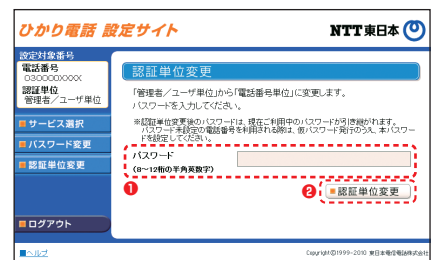 ひかり電話 設定サイト
NTT東日本
設定対象番号
電話番号
030000XXXX
認証単位
管理者／ユーザ単位
■サービス選択
■パスワード変更
■認証単位変更
■ログアウト
■ヘルプ
認証単位変更
「管理者／ユーザ単位」から「電話番号単位」に変更します。
パスワードを入力してください。
※認証単位変更後のパスワードは、現在ご利用中のパスワードが引き継がれます。
パスワード未設定の電話番号を利用される際は、仮パスワード発行のうえ、本パスワー
ドを設定してください。
パスワード
(8～12桁の半角英数字)
❶
❷
■認証単位変更
Copyright©1999-2010 東日本電信電話株式会社